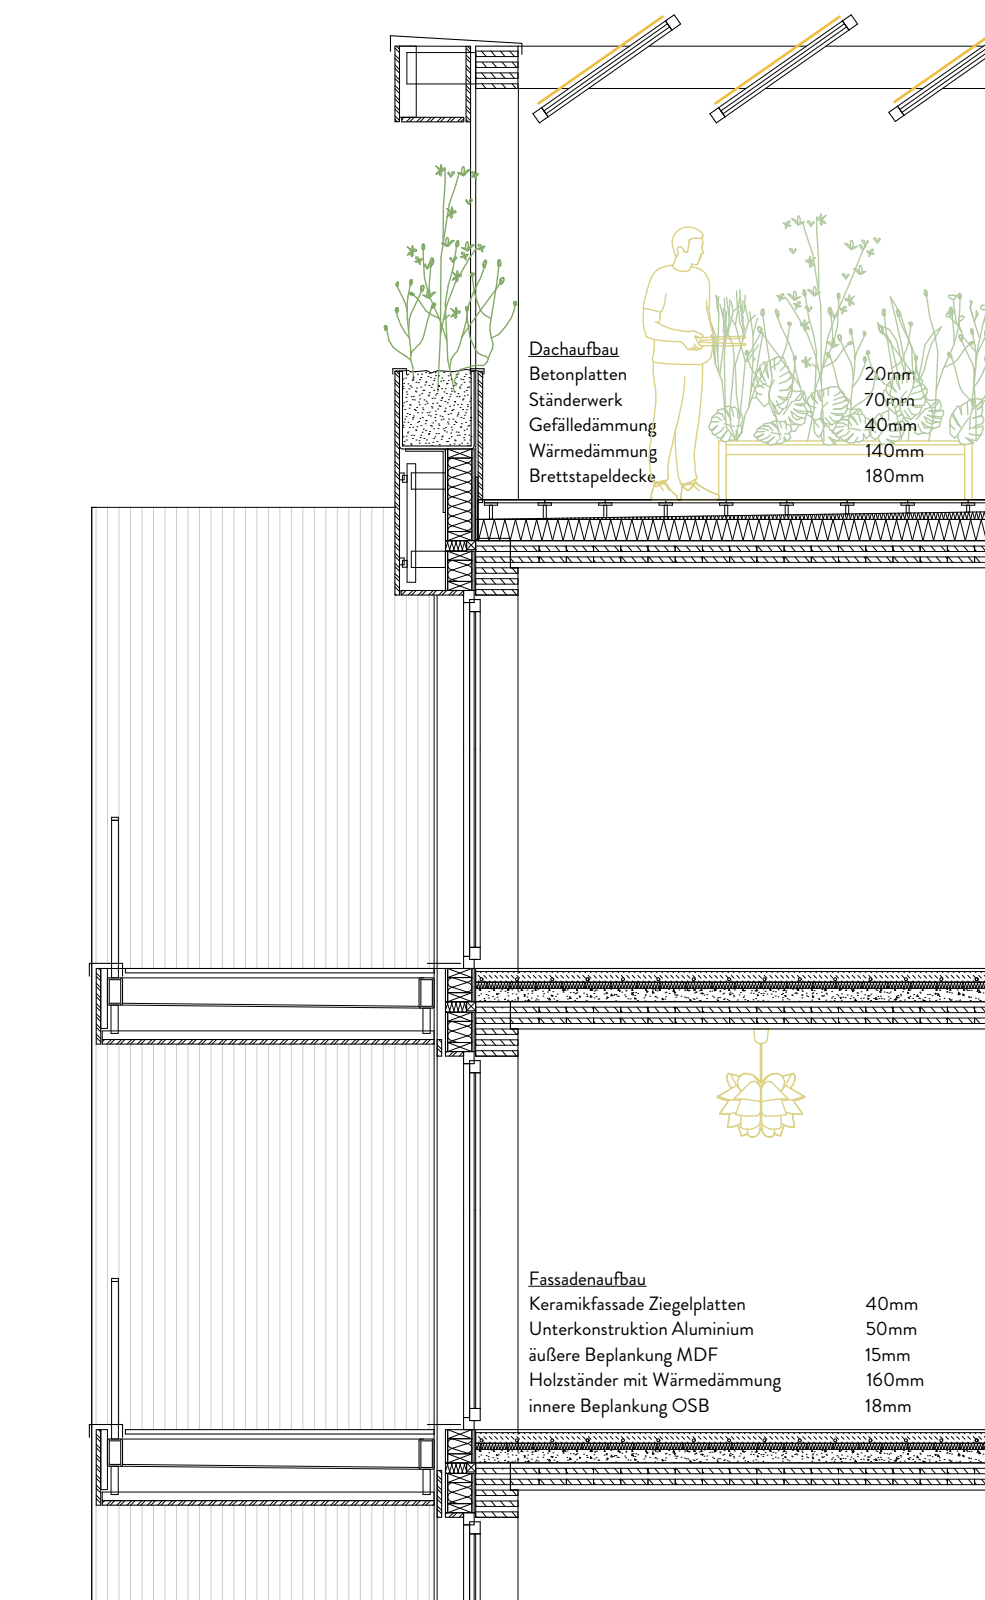 Dachaufbau
Betonplatten 20mm
Ständerwerk 70mm
Gefälledämmung 40mm
Wärmedämmung 140mm
Brettstapeldecke 180mm
Fassadenaufbau
Keramikfassade Ziegelplatten 40mm
Unterkonstruktion Aluminium 50mm
äußere Beplankung MDF 15mm
Holzständer mit Wärmedämmung 160mm
innere Beplankung OSB 18mm